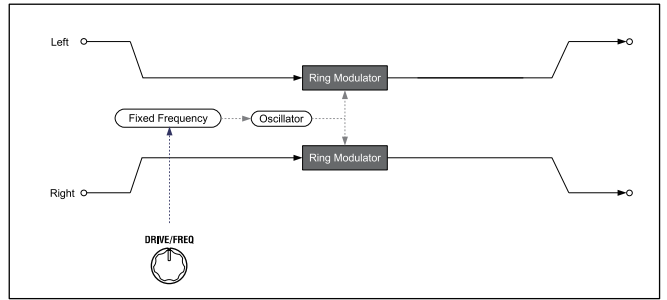 Left
Ring Modulator
Fixed Frequency
Oscillator
Ring Modulator
Right
DRIVE/FREQ